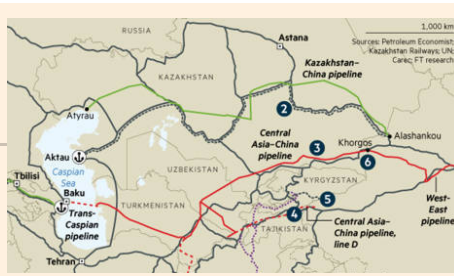 1,000 km
RUSSIA
Astana
Sources: Petroleum Economist;
Kazakhstan Railways; UN;
Carec; FT research
Kazakhstan–
China pipeline
KAZAKHSTAN
2
Atyrau
Central
Asia–China
pipeline
Alashankou
Khorgos
3
Aktau
6
UZBEKISTAN
Caspian
Sea
Tbilisi
KYRGYZSTAN
Baku
5
West-
East pipeline
TURKMENISTAN
4
Trans-
Caspian
pipeline
Central Asia–
China pipeline,
line D
TAJIKISTAN
Tehran